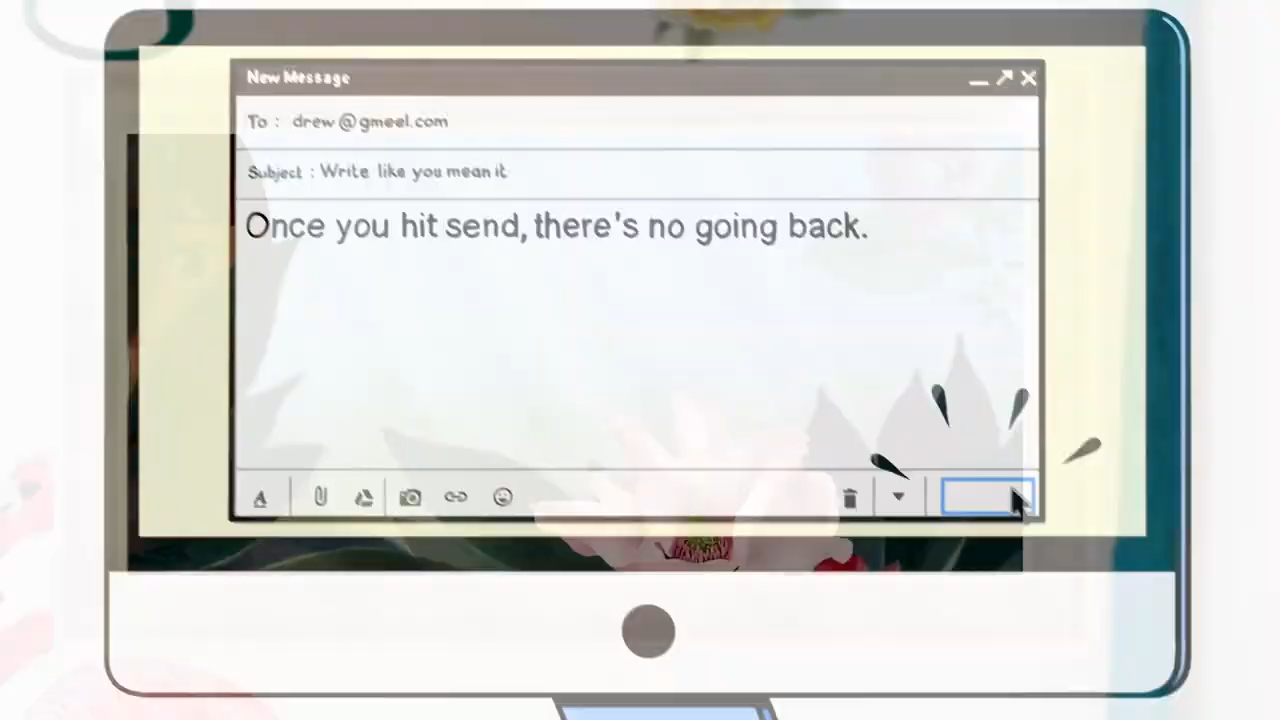 New Message
To : drew@gmeel.com
Subject : Write like you mean it
Once you hit send, there's no going back.